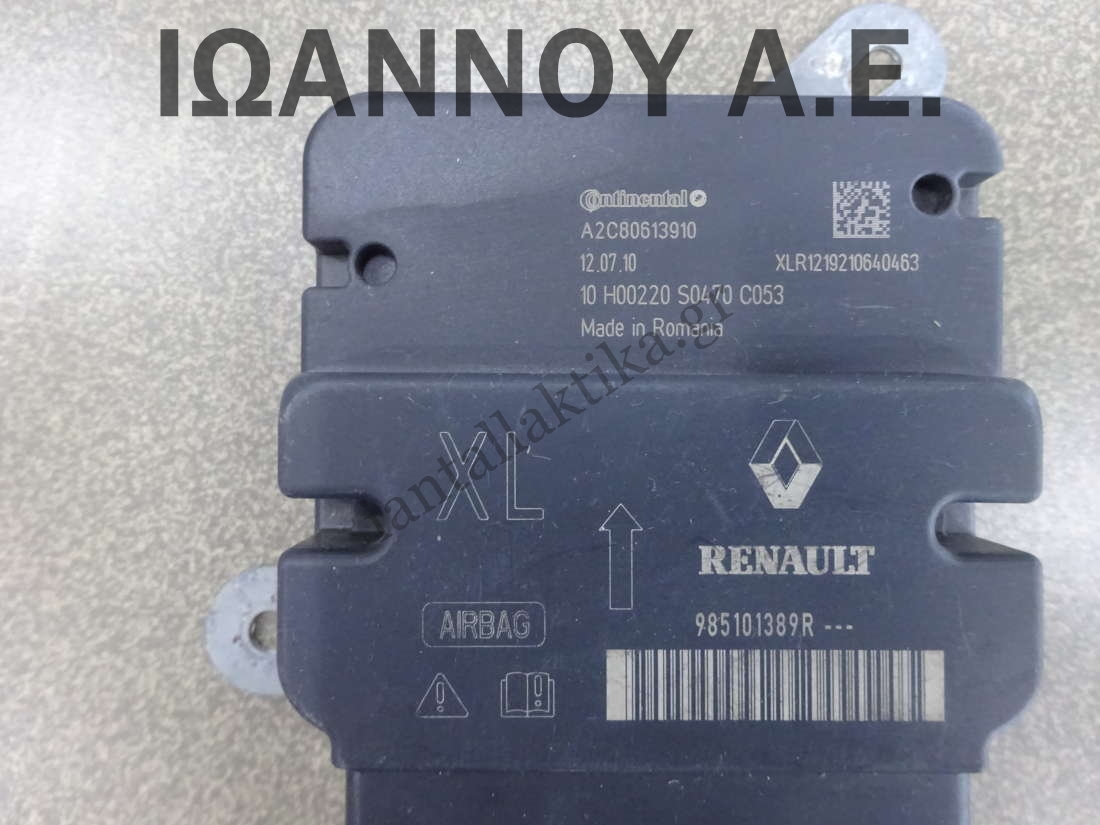 ΙΩΑΝΝΟΥ Α.Ε.
Continental
A2C80613910
12.07.10 XLR1219210640463
10 H00220 S0470 C053
Made in Romania
iantallaktika.gr
XL
RENAULT
AIRBAG
985101389R ---